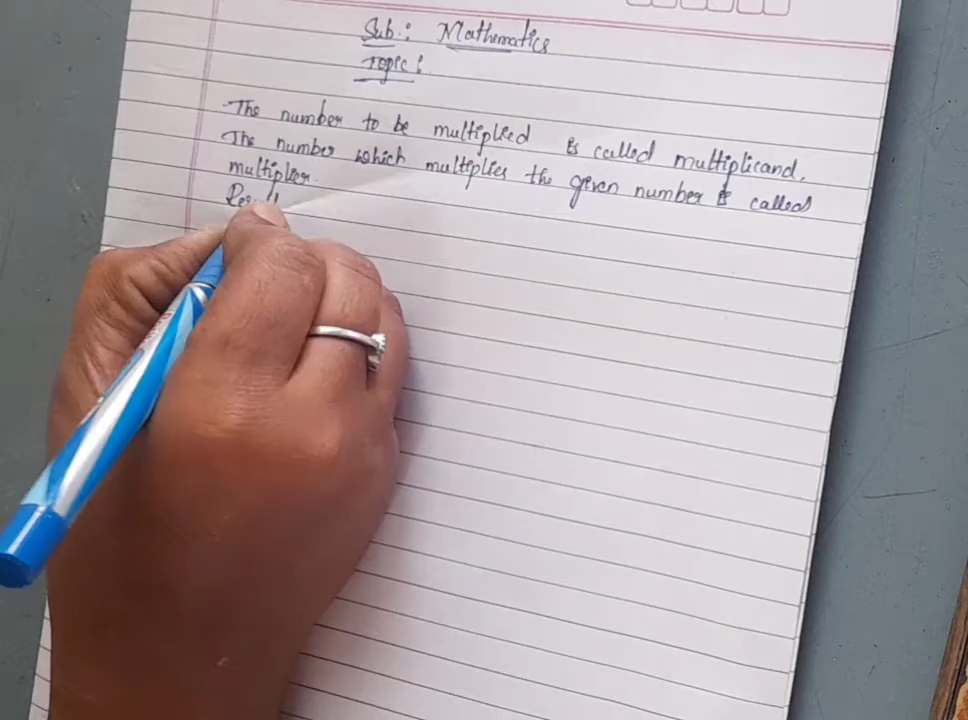 Sub: Mathematics
Topic:
The number to be multiplied is called multiplicand.
The number which multiplies the given number is called
multiplier.